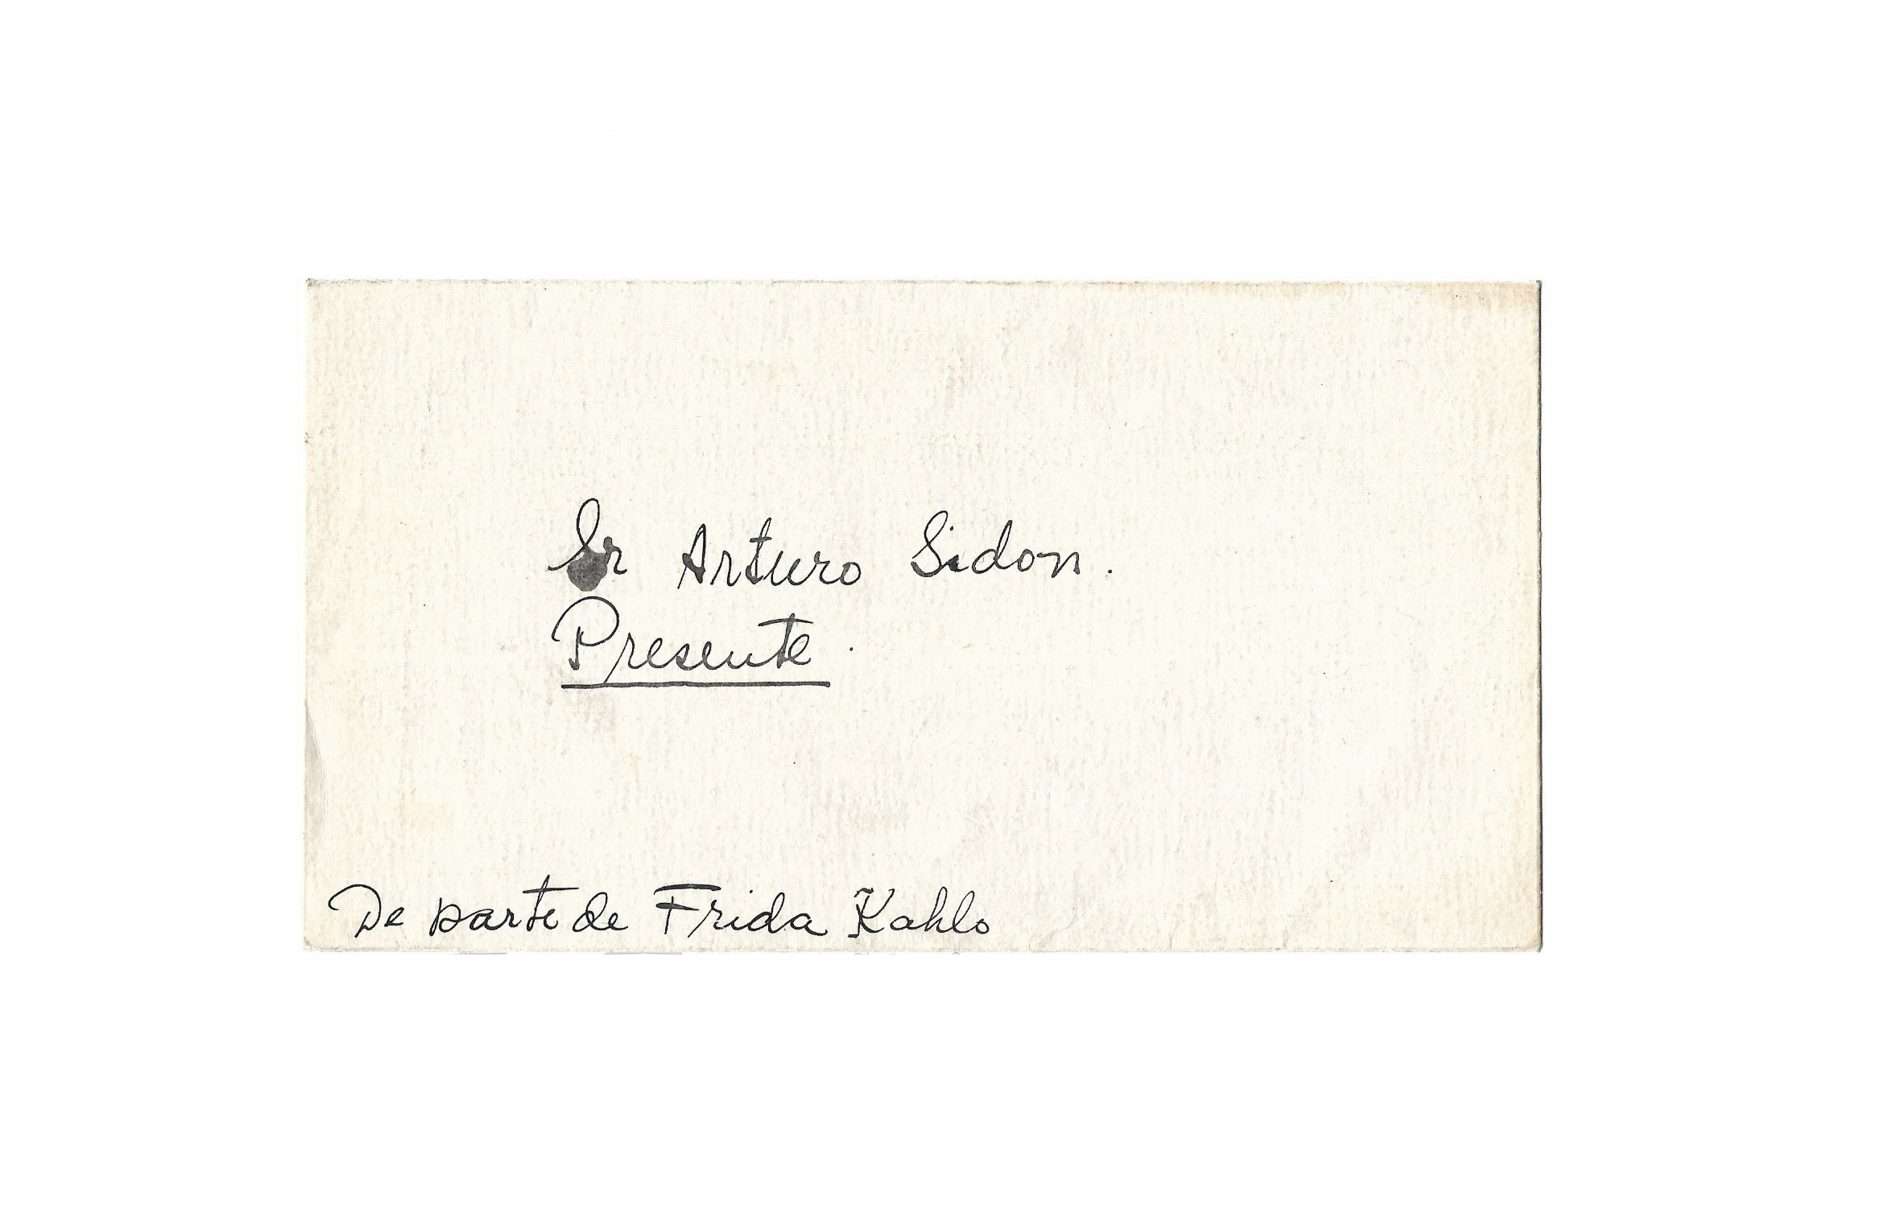 Sr Arturo Sidon.
Presente.
De parte de Frida Kahlo